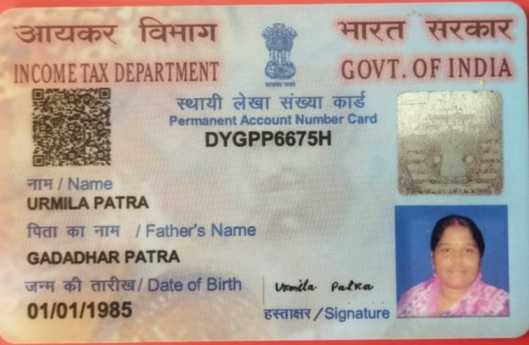 आयकर विभाग
भारत सरकार
INCOME TAX DEPARTMENT
GOVT. OF INDIA
स्थायी लेखा संख्या कार्ड
Permanent Account Number Card
DYGPP6675H
नाम / Name
URMILA PATRA
पिता का नाम / Father's Name
GADADHAR PATRA
जन्म की तारीख / Date of Birth
01/01/1985
Urmila Patra
हस्ताक्षर / Signature